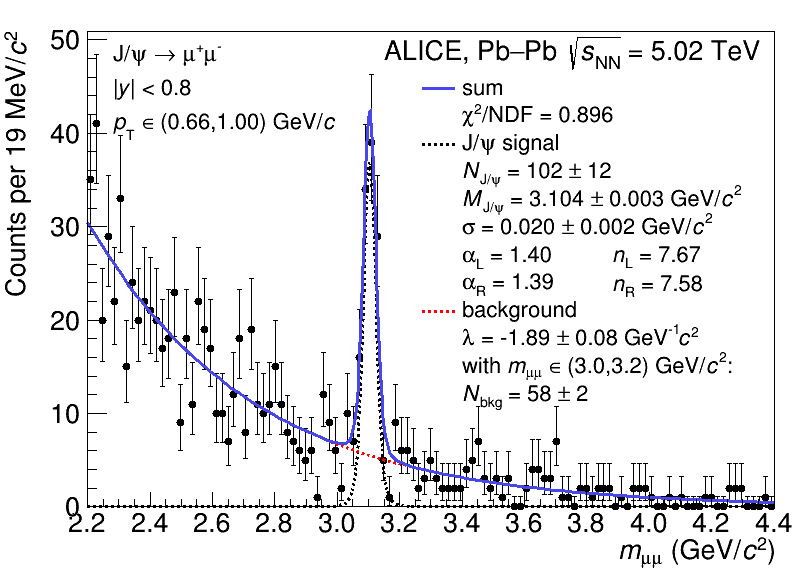 50
40
30
20
10
0
Counts per 19 MeV/c²
J/ψ → μ⁺μ⁻
|y| < 0.8
p_T ∈ (0.66,1.00) GeV/c
ALICE, Pb–Pb √s_NN = 5.02 TeV
sum
χ²/NDF = 0.896
J/ψ signal
N_J/ψ = 102 ± 12
M_J/ψ = 3.104 ± 0.003 GeV/c²
σ = 0.020 ± 0.002 GeV/c²
α_L = 1.40 n_L = 7.67
α_R = 1.39 n_R = 7.58
background
λ = -1.89 ± 0.08 GeV⁻¹c²
with m_μμ ∈ (3.0,3.2) GeV/c²:
N_bkg = 58 ± 2
2.2 2.4 2.6 2.8 3.0 3.2 3.4 3.6 3.8 4.0 4.2 4.4
m_μμ (GeV/c²)